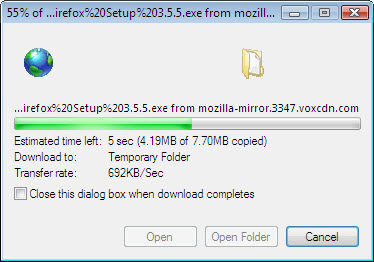 55% of ...irefox%20Setup%203.5.5.exe from mozill...
...irefox%20Setup%203.5.5.exe from mozilla-mirror.3347.voxcdn.com
Estimated time left: 5 sec (4.19MB of 7.70MB copied)
Download to: Temporary Folder
Transfer rate: 692KB/Sec
Close this dialog box when download completes
Open Open Folder Cancel